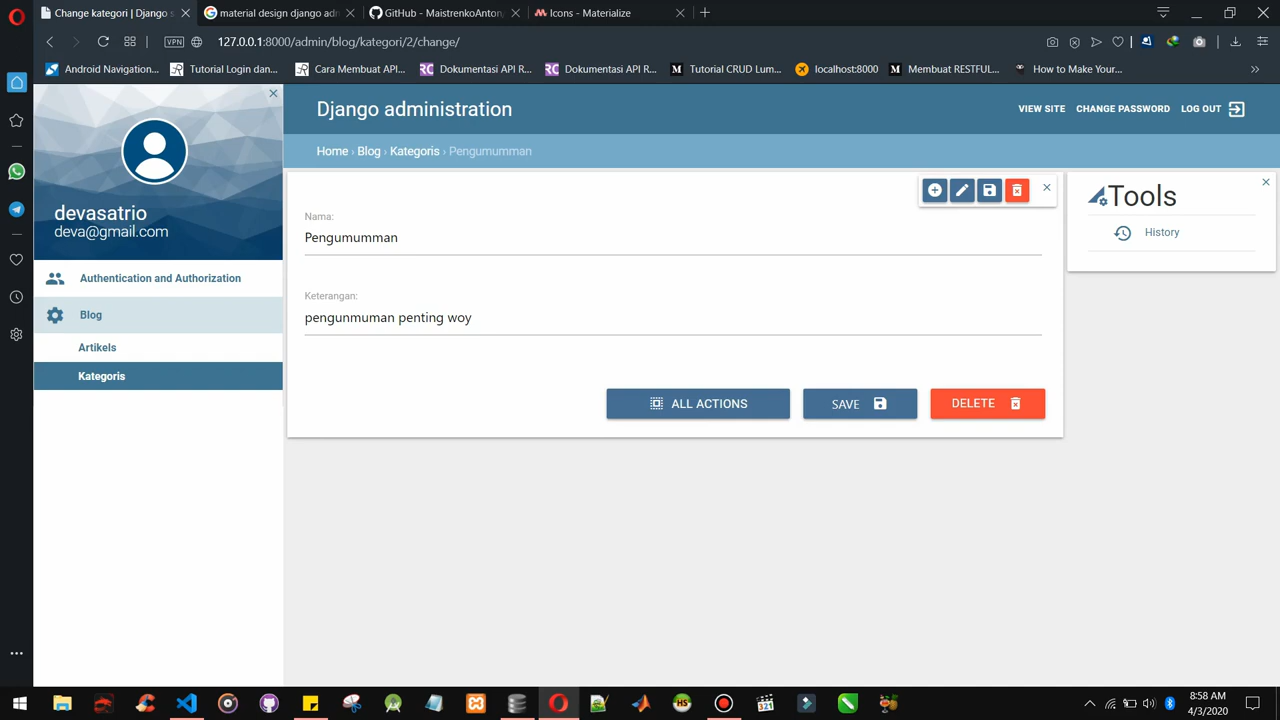 Change kategori | Django s
material design django ad
GitHub - MaistrenkoAnton
Icons - Materialize
VPN
127.0.0.1:8000/admin/blog/kategori/2/change/
Android Navigation...
Tutorial Login dan...
Cara Membuat API...
Dokumentasi API R...
Dokumentasi API R...
Tutorial CRUD Lum...
localhost:8000
Membuat RESTFUL...
How to Make Your...
Django administration
VIEW SITE
CHANGE PASSWORD
LOG OUT
Home › Blog › Kategoris › Pengumumman
devasatrio
deva@gmail.com
Authentication and Authorization
Blog
Artikels
Kategoris
Nama:
Pengumumman
Keterangan:
pengunmuman penting woy
ALL ACTIONS
SAVE
DELETE
Tools
History
8:58 AM
4/3/2020